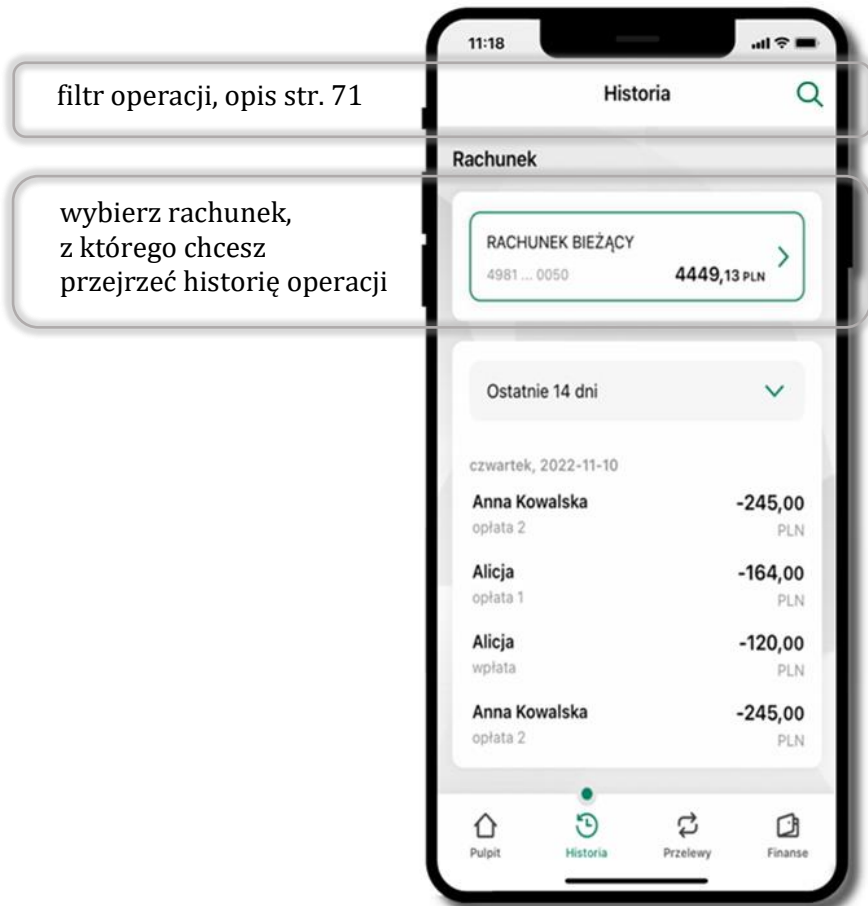 11:18
filtr operacji, opis str. 71
Historia
Rachunek
wybierz rachunek,
z którego chcesz
przejrzeć historię operacji
RACHUNEK BIEŻĄCY
4981 ... 0050 4449,13 PLN
Ostatnie 14 dni
czwartek, 2022-11-10
Anna Kowalska -245,00
opłata 2 PLN
Alicja -164,00
opłata 1 PLN
Alicja -120,00
wpłata PLN
Anna Kowalska -245,00
opłata 2 PLN
Pulpit Historia Przelewy Finanse